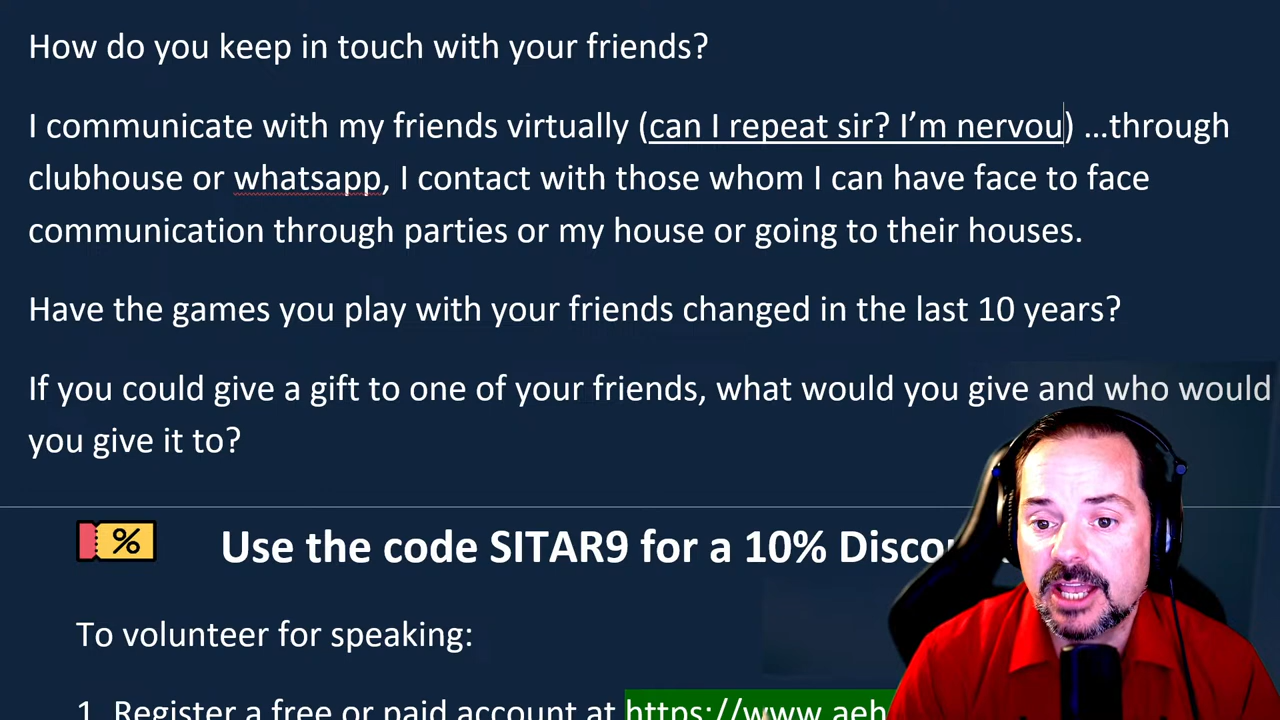 How do you keep in touch with your friends?
I communicate with my friends virtually (can I repeat sir? I'm nervou) ...through
clubhouse or whatsapp, I contact with those whom I can have face to face
communication through parties or my house or going to their houses.
Have the games you play with your friends changed in the last 10 years?
If you could give a gift to one of your friends, what would you give and who would
you give it to?
% Use the code SITAR9 for a 10%
To volunteer for speaking:
1. Register a free or paid account at